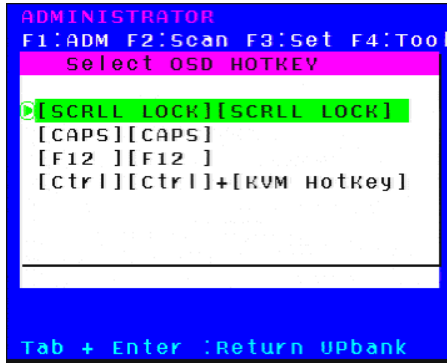 ADMINISTRATOR
F1:ADM F2:Scan F3:Set F4:Tool
Select OSD HOTKEY
[SCRLL LOCK][SCRLL LOCK]
[CAPS][CAPS]
[F12 ][F12 ]
[Ctrl][Ctrl]+[KVM HotKey]
Tab + Enter :Return UPbank